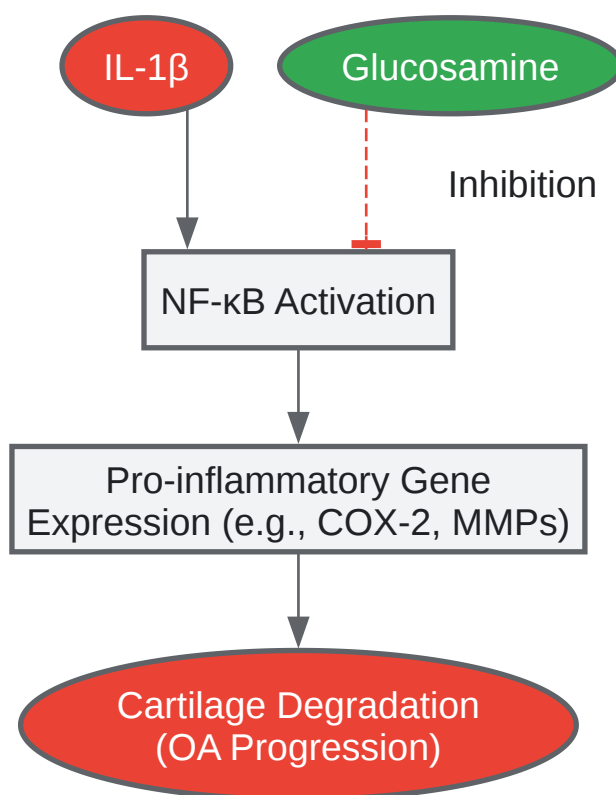 IL-1β
Glucosamine
Inhibition
NF-κB Activation
Pro-inflammatory Gene
Expression (e.g., COX-2, MMPs)
Cartilage Degradation
(OA Progression)